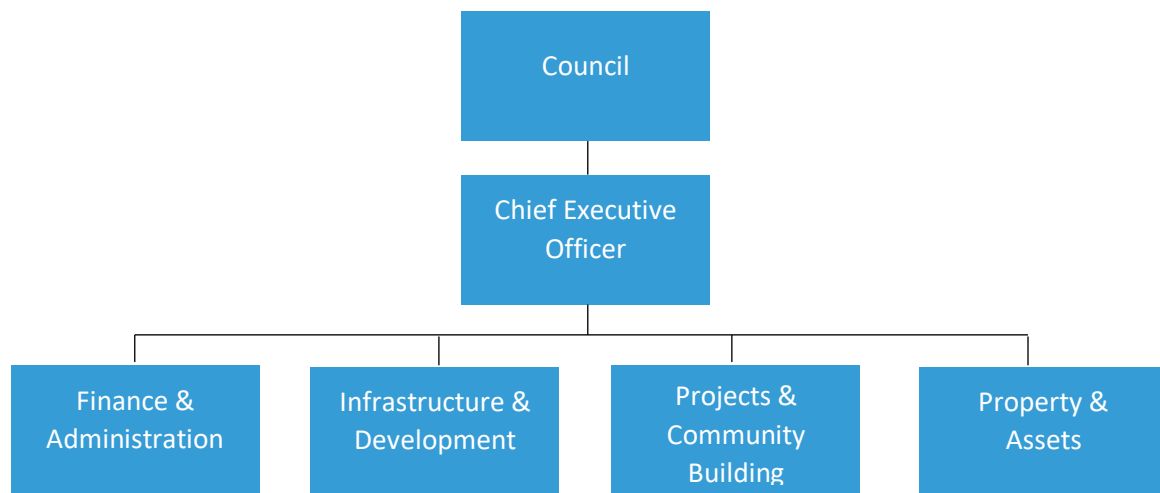 Council
Chief Executive
Officer
Finance &
Administration
Infrastructure &
Development
Projects &
Community
Building
Property &
Assets